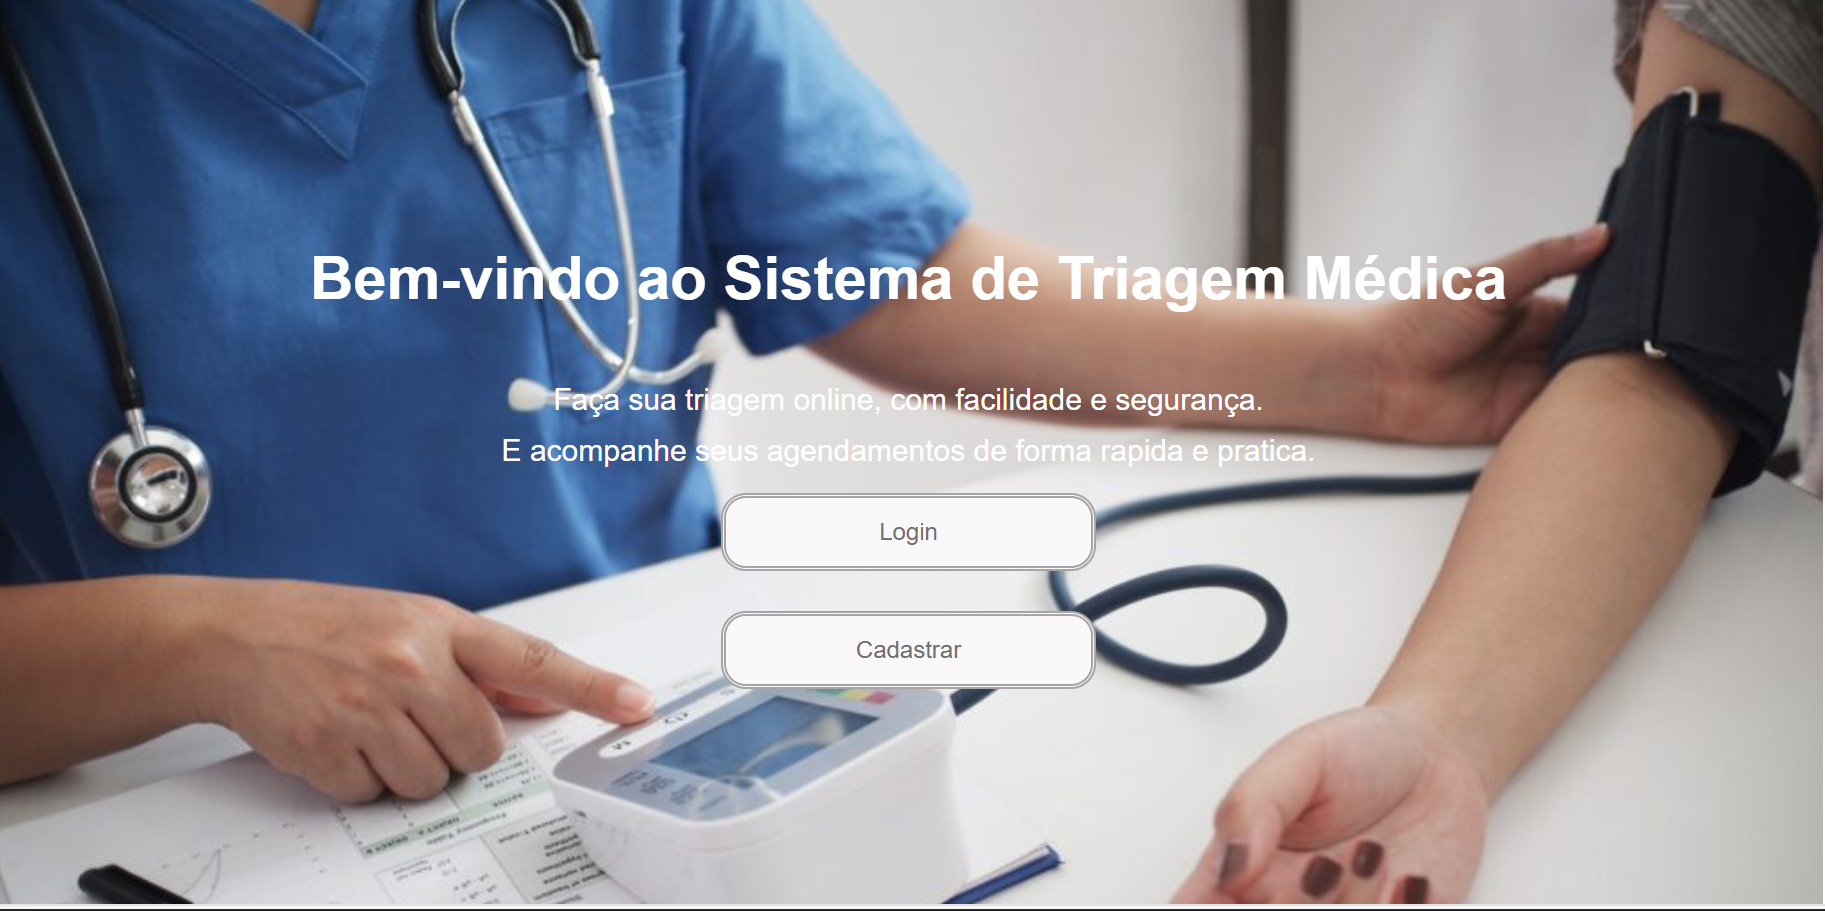 Bem-vindo ao Sistema de Triagem Médica
Faça sua triagem online, com facilidade e segurança.
E acompanhe seus agendamentos de forma rapida e pratica.
Login
Cadastrar